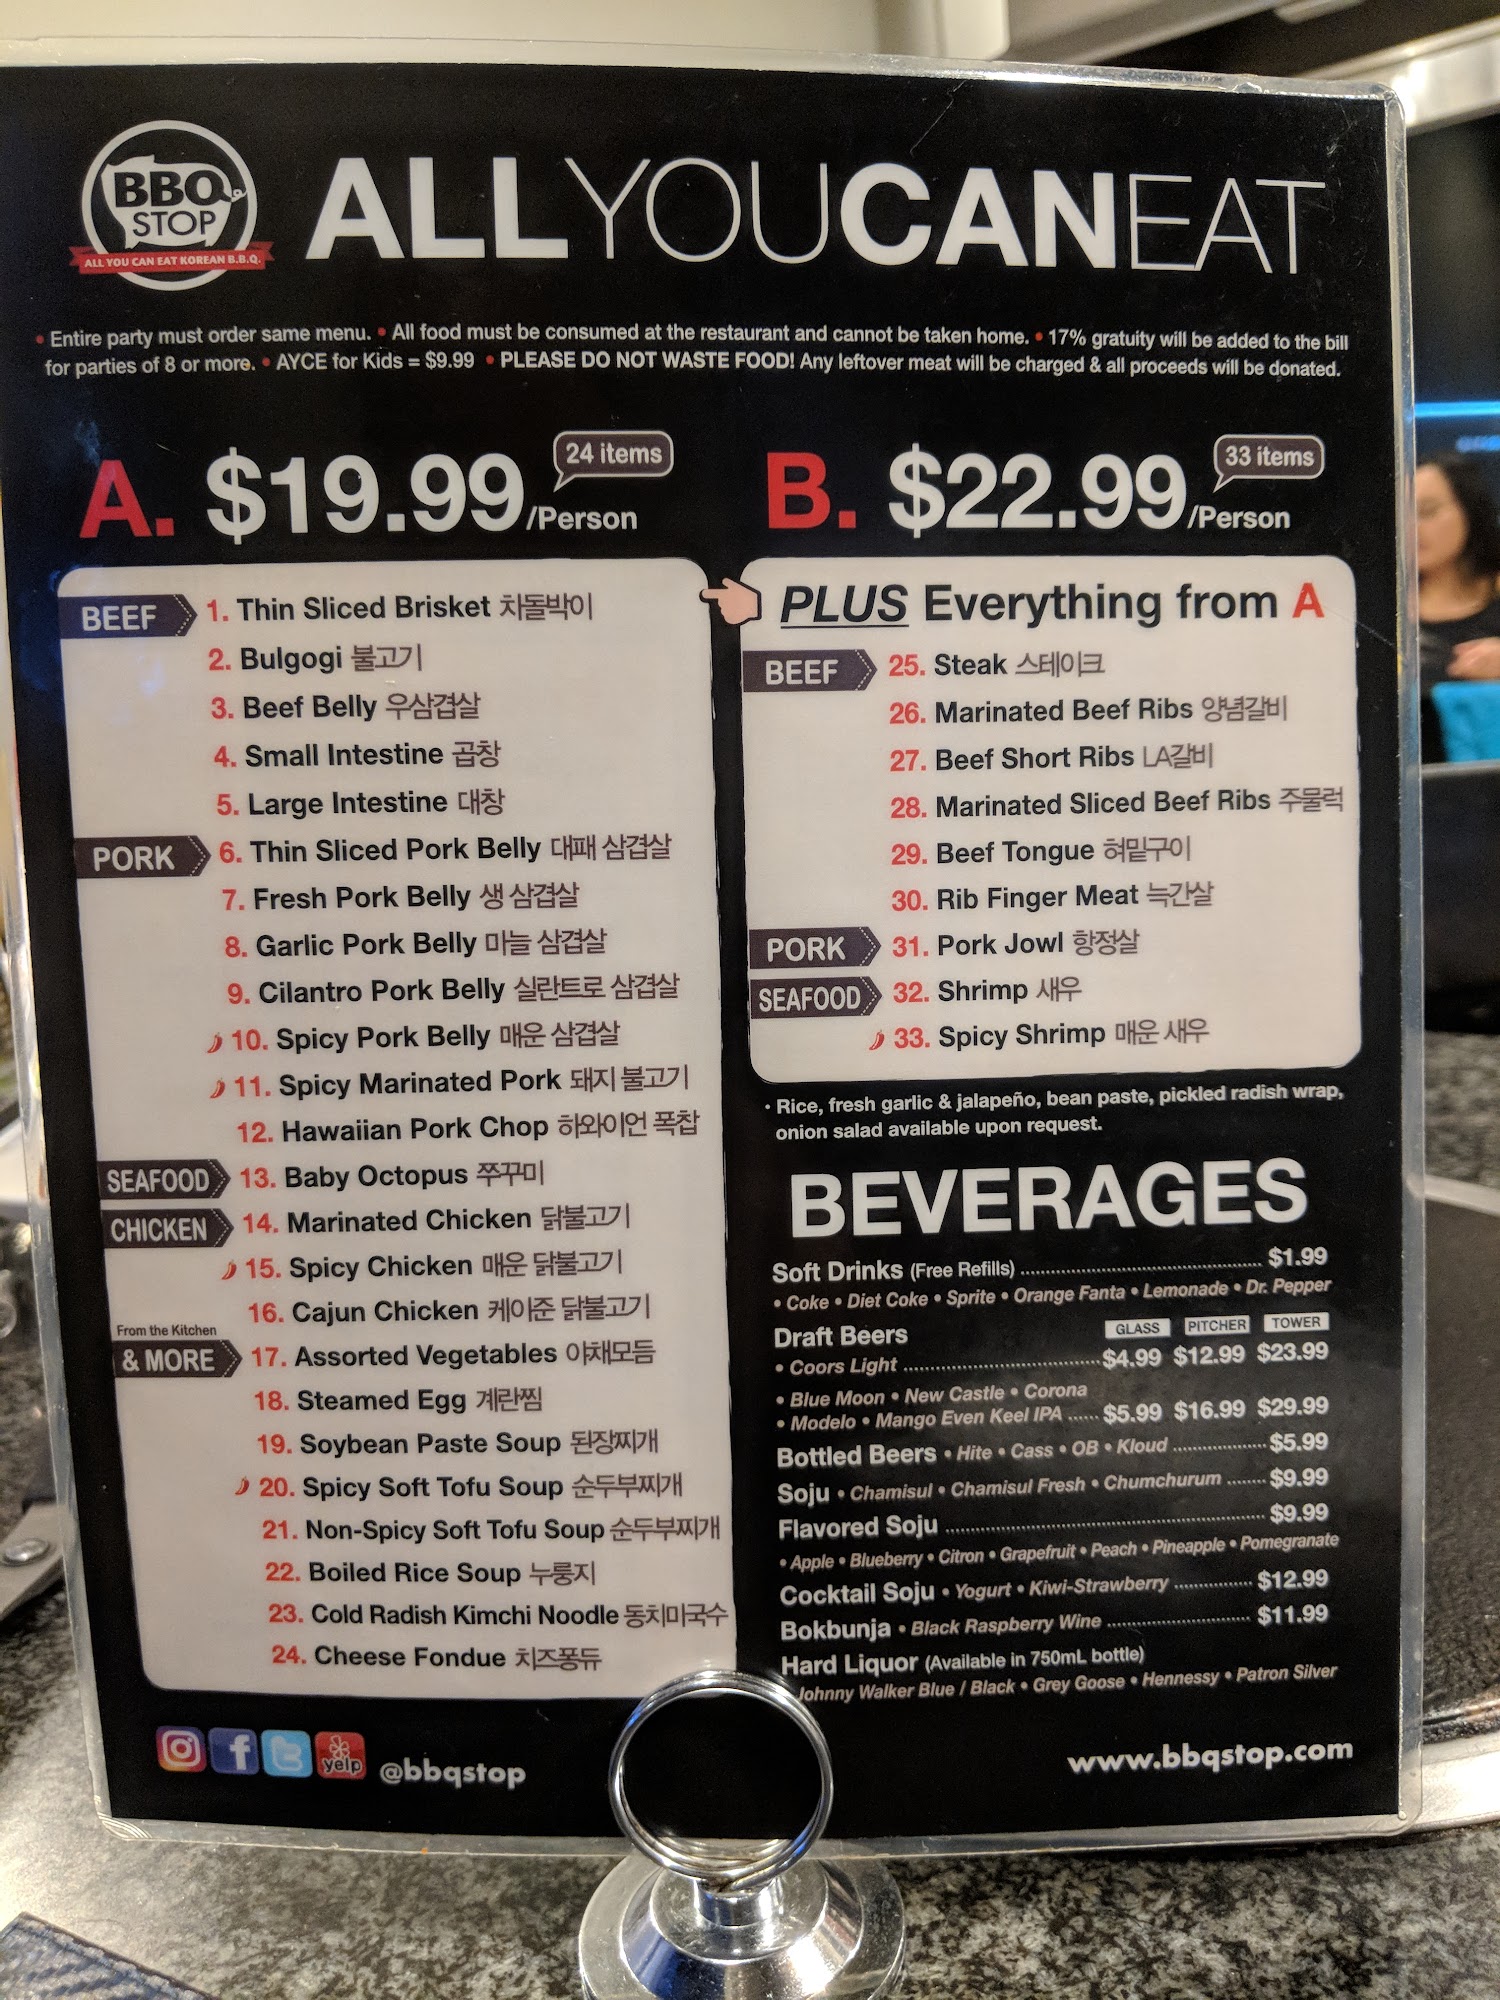 BBQ
STOP
ALL YOU CAN EAT KOREAN B.B.Q.
ALLYOUCANEAT
• Entire party must order same menu. • All food must be consumed at the restaurant and cannot be taken home. • 17% gratuity will be added to the bill
for parties of 8 or more. • AYCE for Kids = $9.99 • PLEASE DO NOT WASTE FOOD! Any leftover meat will be charged & all proceeds will be donated.
A. $19.99/Person 24 items
BEEF 1. Thin Sliced Brisket 차돌박이
2. Bulgogi 불고기
3. Beef Belly 우삼겹살
4. Small Intestine 곱창
5. Large Intestine 대창
PORK 6. Thin Sliced Pork Belly 대패 삼겹살
7. Fresh Pork Belly 생 삼겹살
8. Garlic Pork Belly 마늘 삼겹살
9. Cilantro Pork Belly 실란트로 삼겹살
10. Spicy Pork Belly 매운 삼겹살
11. Spicy Marinated Pork 돼지 불고기
12. Hawaiian Pork Chop 하와이언 폭찹
SEAFOOD 13. Baby Octopus 쭈꾸미
CHICKEN 14. Marinated Chicken 닭불고기
15. Spicy Chicken 매운 닭불고기
16. Cajun Chicken 케이준 닭불고기
From the Kitchen
& MORE 17. Assorted Vegetables 야채모듬
18. Steamed Egg 계란찜
19. Soybean Paste Soup 된장찌개
20. Spicy Soft Tofu Soup 순두부찌개
21. Non-Spicy Soft Tofu Soup 순두부찌개
22. Boiled Rice Soup 누룽지
23. Cold Radish Kimchi Noodle 동치미국수
24. Cheese Fondue 치즈퐁듀
B. $22.99/Person 33 items
PLUS Everything from A
BEEF 25. Steak 스테이크
26. Marinated Beef Ribs 양념갈비
27. Beef Short Ribs LA갈비
28. Marinated Sliced Beef Ribs 주물럭
29. Beef Tongue 혀밑구이
30. Rib Finger Meat 늑간살
PORK 31. Pork Jowl 항정살
SEAFOOD 32. Shrimp 새우
33. Spicy Shrimp 매운 새우
• Rice, fresh garlic & jalapeño, bean paste, pickled radish wrap,
onion salad available upon request.
BEVERAGES
Soft Drinks (Free Refills) $1.99
• Coke • Diet Coke • Sprite • Orange Fanta • Lemonade • Dr. Pepper
Draft Beers GLASS PITCHER TOWER
• Coors Light $4.99 $12.99 $23.99
• Blue Moon • New Castle • Corona
• Modelo • Mango Even Keel IPA $5.99 $16.99 $29.99
Bottled Beers • Hite • Cass • OB • Kloud $5.99
Soju • Chamisul • Chamisul Fresh • Chumchurum $9.99
Flavored Soju $9.99
• Apple • Blueberry • Citron • Grapefruit • Peach • Pineapple • Pomegranate
Cocktail Soju • Yogurt • Kiwi-Strawberry $12.99
Bokbunja • Black Raspberry Wine $11.99
Hard Liquor (Available in 750mL bottle)
Johnny Walker Blue / Black • Grey Goose • Hennessy • Patron Silver
yelp @bbqstop
www.bbqstop.com